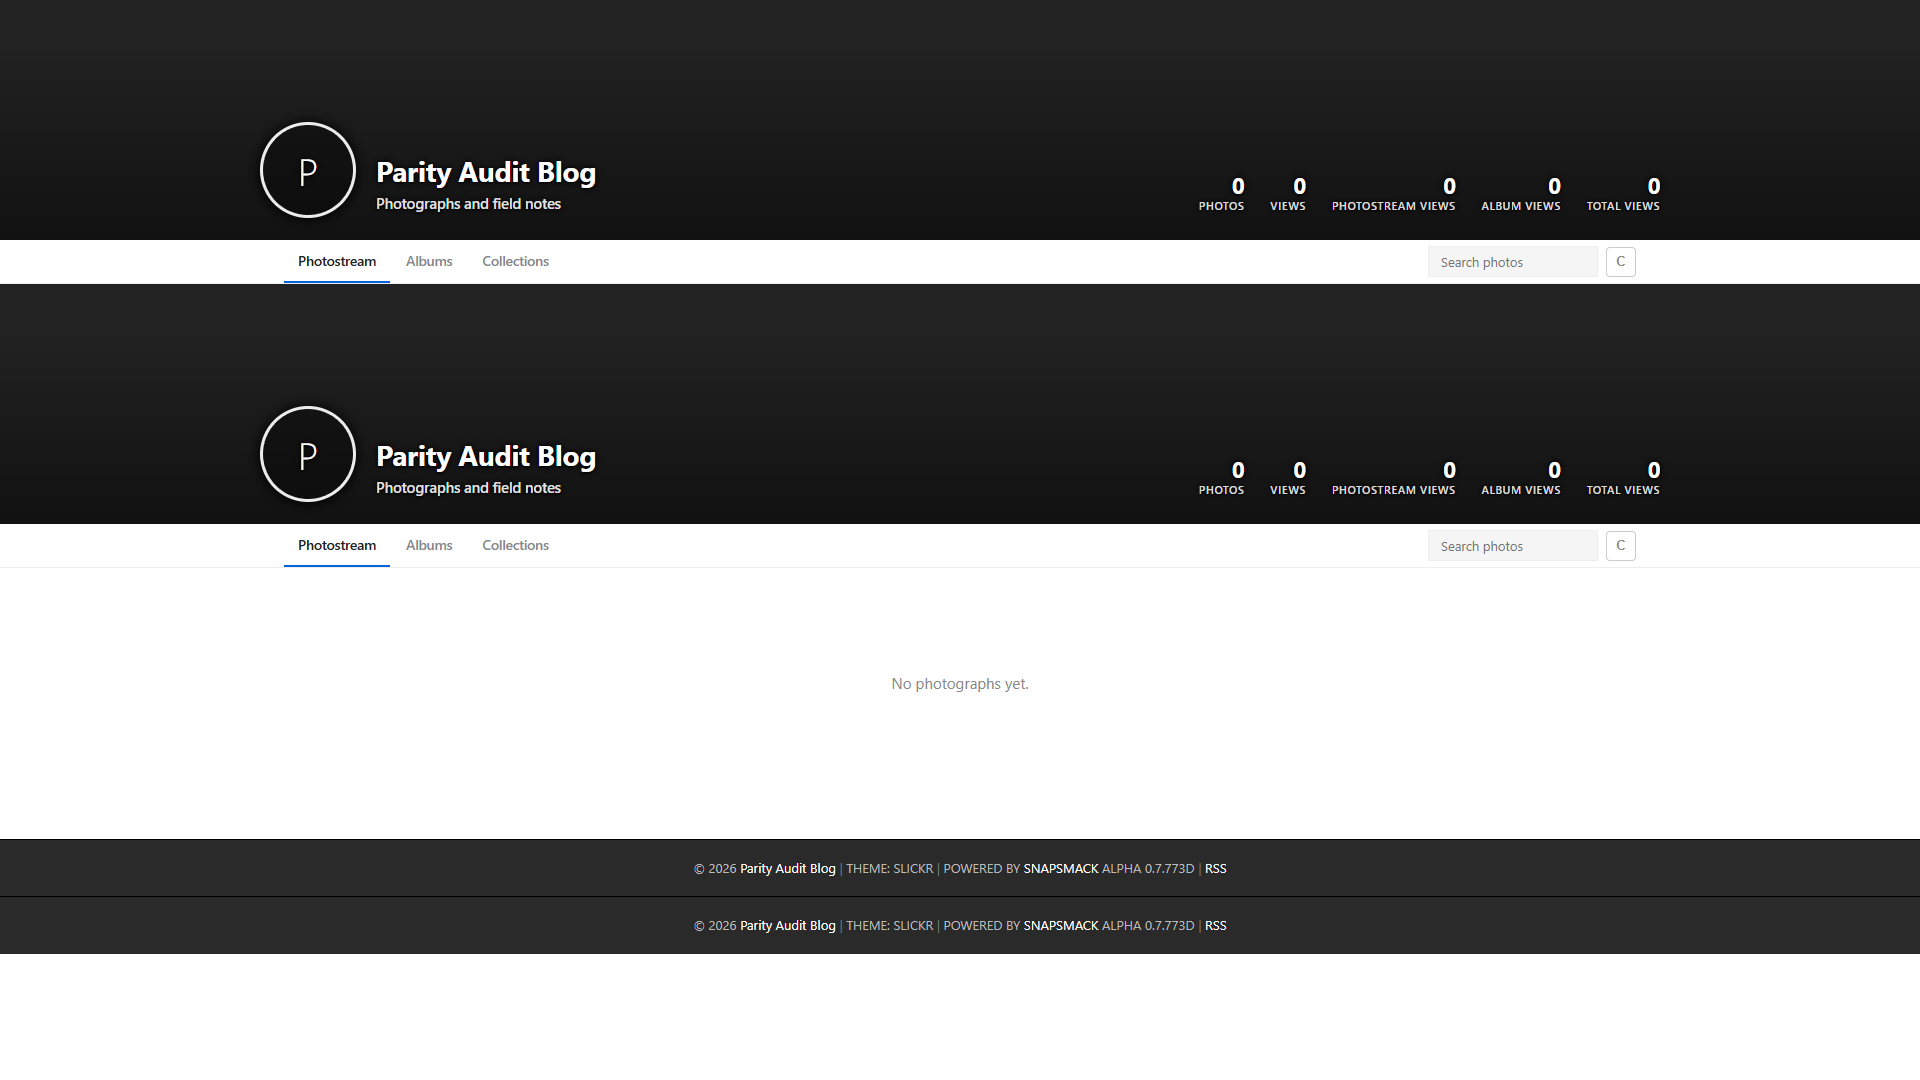 P
Parity Audit Blog
Photographs and field notes
0 PHOTOS
0 VIEWS
0 PHOTOSTREAM VIEWS
0 ALBUM VIEWS
0 TOTAL VIEWS
Photostream Albums Collections Search photos C
P
Parity Audit Blog
Photographs and field notes
0 PHOTOS
0 VIEWS
0 PHOTOSTREAM VIEWS
0 ALBUM VIEWS
0 TOTAL VIEWS
Photostream Albums Collections Search photos C
No photographs yet.
© 2026 Parity Audit Blog | THEME: SLICKR | POWERED BY SNAPSMACK ALPHA 0.7.773D | RSS
© 2026 Parity Audit Blog | THEME: SLICKR | POWERED BY SNAPSMACK ALPHA 0.7.773D | RSS